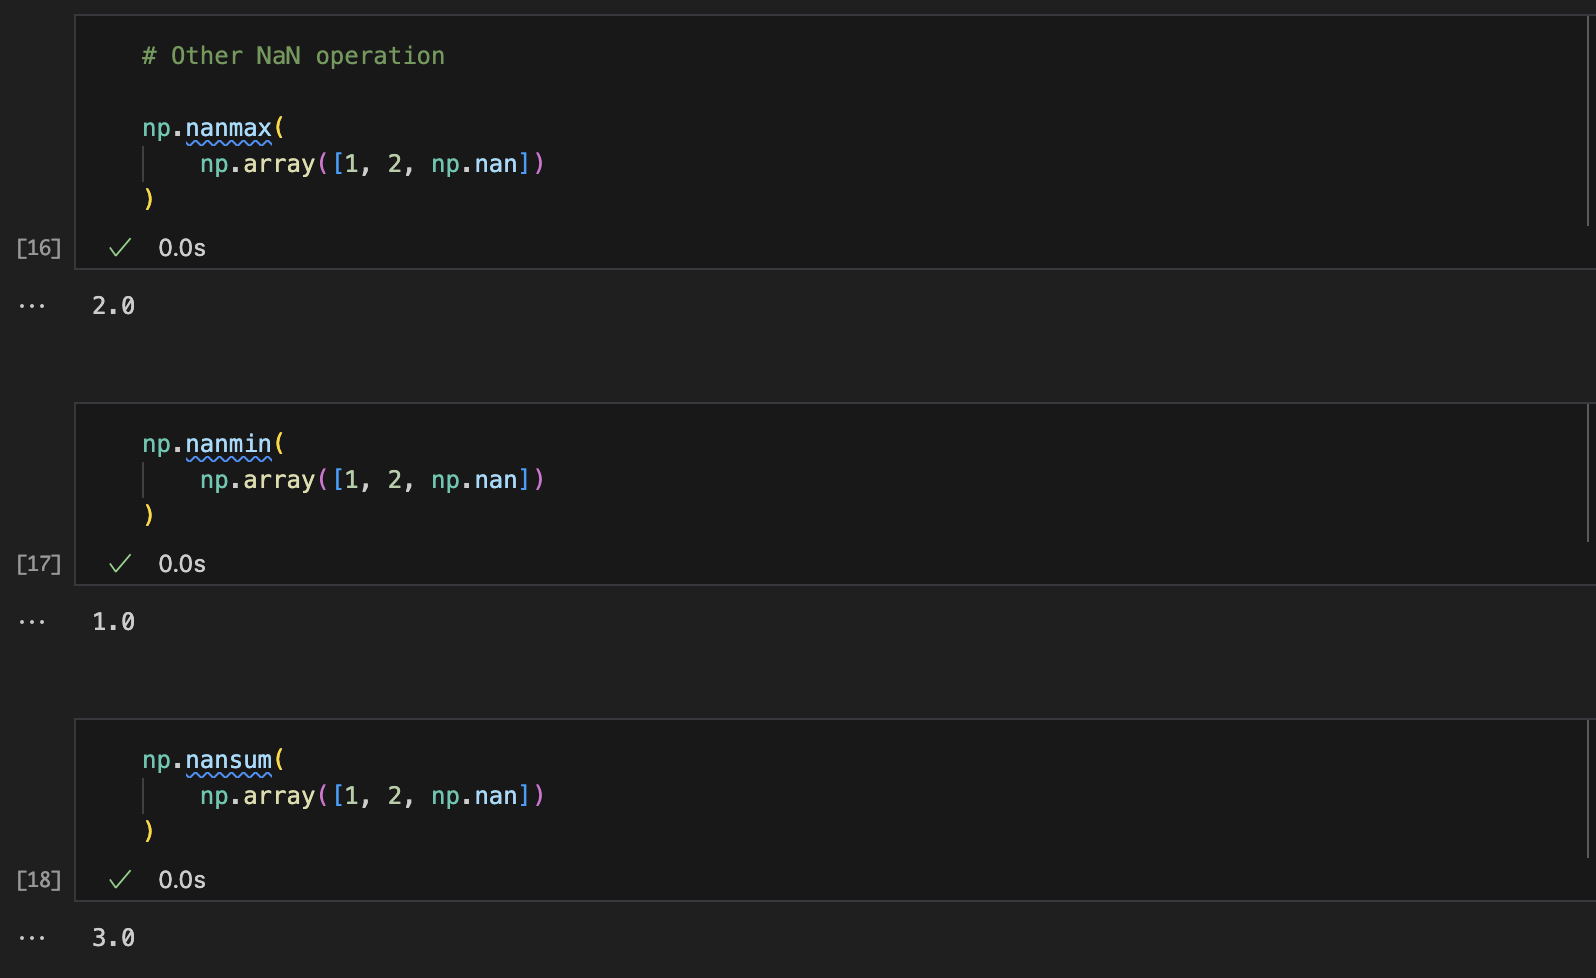 # Other NaN operation
np.nanmax(
    np.array([1, 2, np.nan])
)
[16] ✓ 0.0s
... 2.0
np.nanmin(
    np.array([1, 2, np.nan])
)
[17] ✓ 0.0s
... 1.0
np.nansum(
    np.array([1, 2, np.nan])
)
[18] ✓ 0.0s
... 3.0